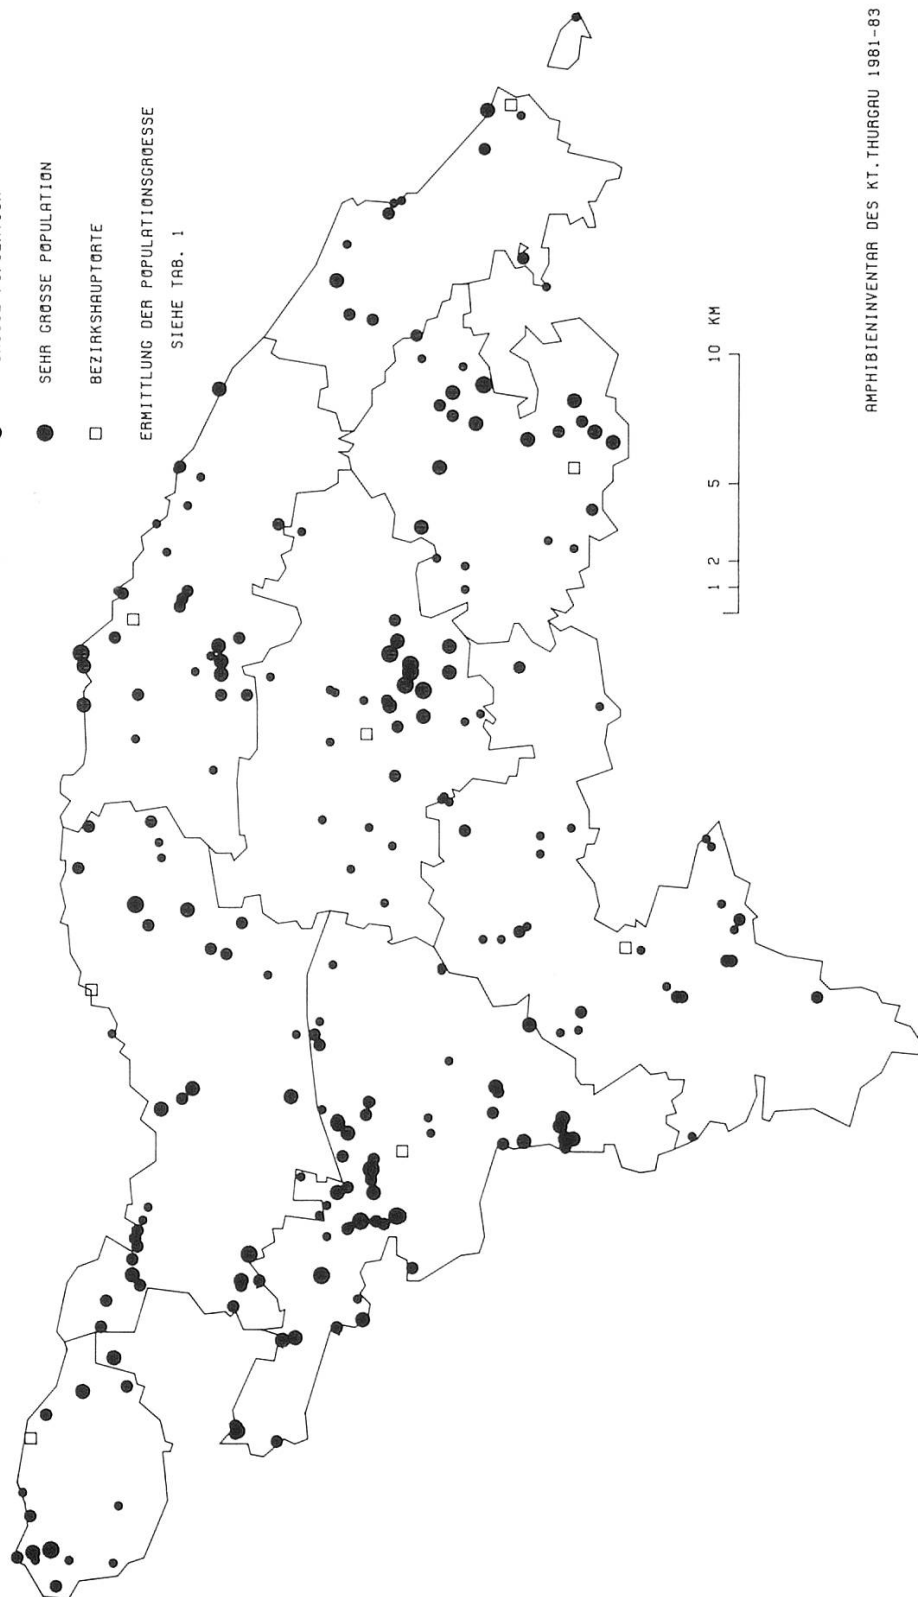 SEHR GROSSE POPULATION
BEZIRKSHAUPTORTE
ERMITTLUNG DER POPULATIONSGROESSE
SIEHE TAB. 1
1 2 5 10 KM
AMPHIBIENINVENTAR DES KT. THURGAU 1981-83